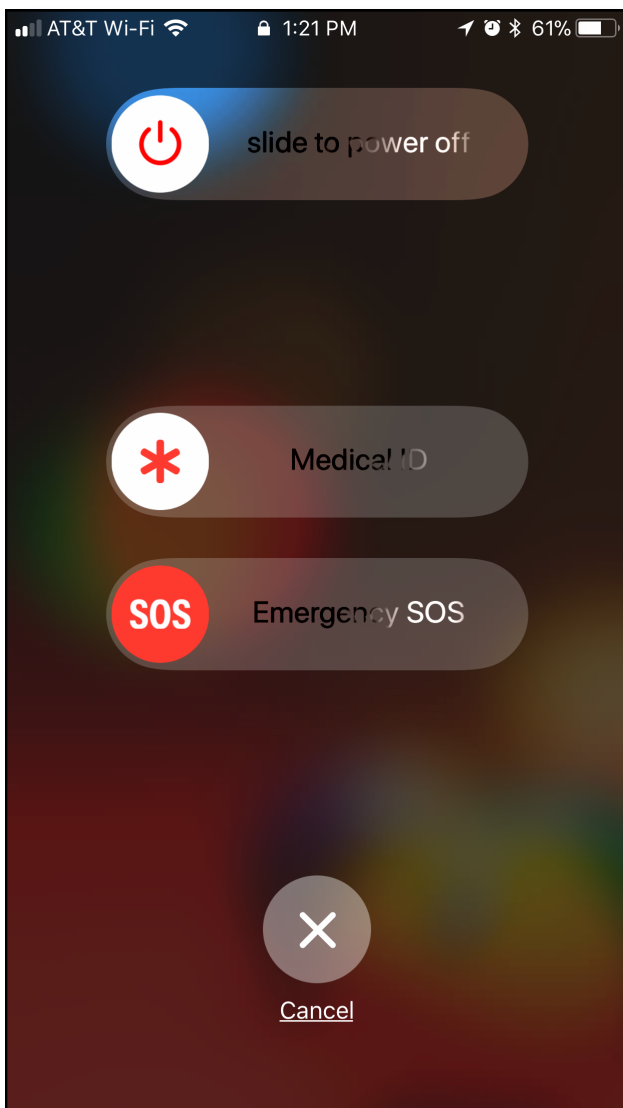 AT&T Wi-Fi 1:21 PM 61%
slide to power off
Medical ID
SOS Emergency SOS
Cancel